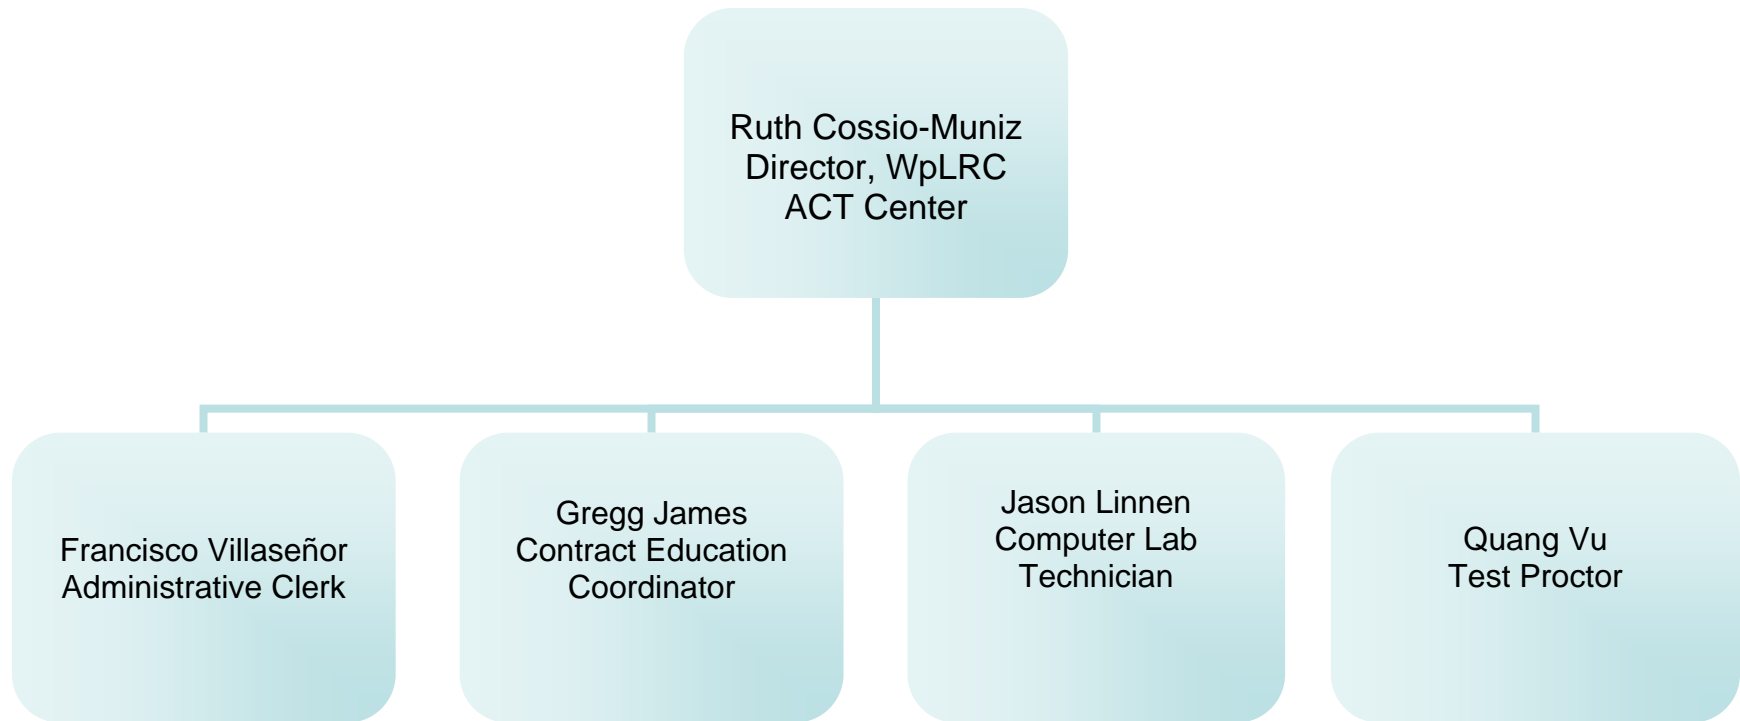 Ruth Cossio-Muniz
Director, WpLRC
ACT Center
Francisco Villaseñor
Administrative Clerk
Gregg James
Contract Education
Coordinator
Jason Linnen
Computer Lab
Technician
Quang Vu
Test Proctor